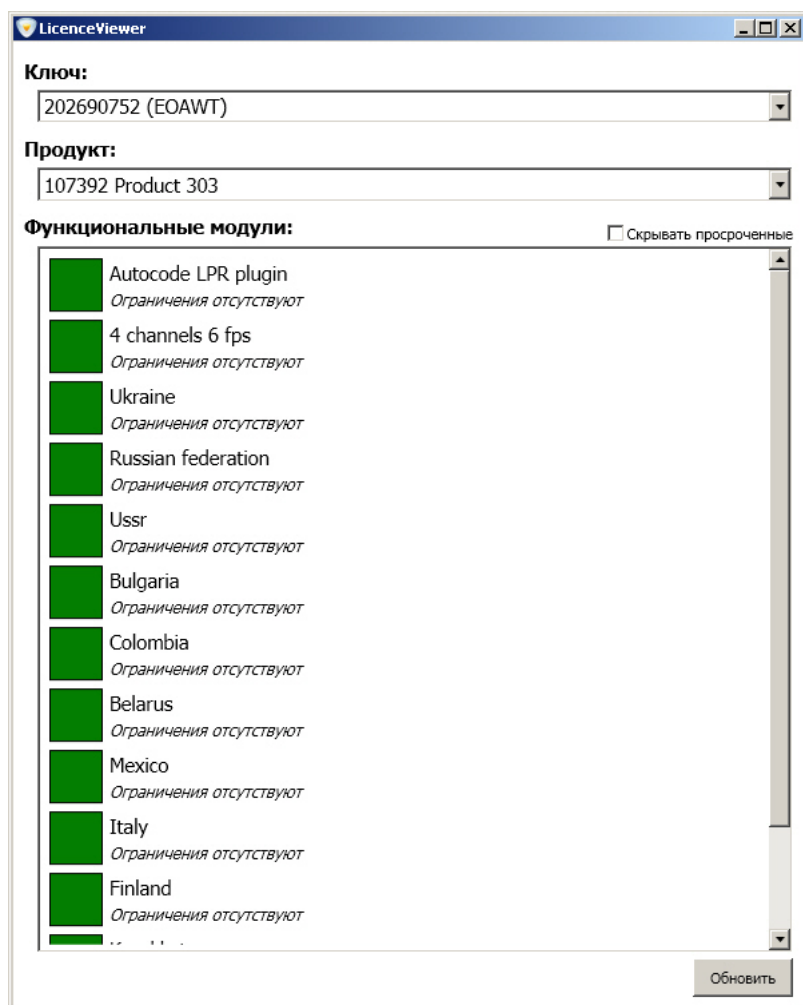 LicenceViewer
Ключ:
202690752 (EOAWT)
Продукт:
107392 Product 303
Функциональные модули:
Скрывать просроченные
Autocode LPR plugin
Ограничения отсутствуют
4 channels 6 fps
Ограничения отсутствуют
Ukraine
Ограничения отсутствуют
Russian federation
Ограничения отсутствуют
Ussr
Ограничения отсутствуют
Bulgaria
Ограничения отсутствуют
Colombia
Ограничения отсутствуют
Belarus
Ограничения отсутствуют
Mexico
Ограничения отсутствуют
Italy
Ограничения отсутствуют
Finland
Ограничения отсутствуют
Обновить